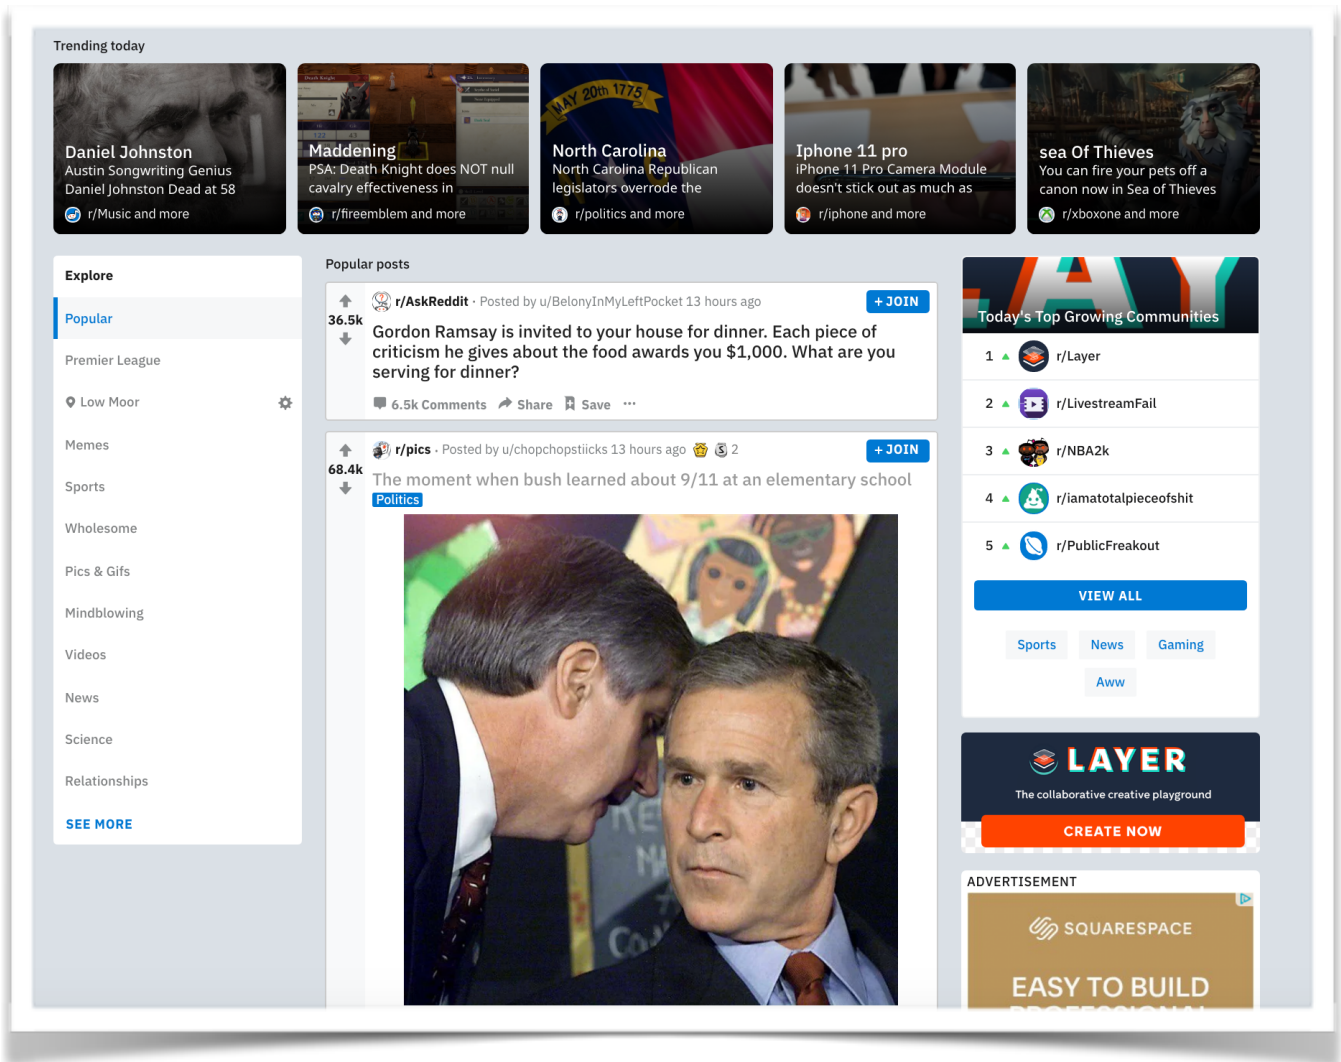 Trending today
Daniel Johnston
Austin Songwriting Genius
Daniel Johnston Dead at 58
r/Music and more
Maddening
PSA: Death Knight does NOT null
cavalry effectiveness in
r/fireemblem and more
MAY 20th 1775
North Carolina
North Carolina Republican
legislators overrode the
r/politics and more
Iphone 11 pro
iPhone 11 Pro Camera Module
doesn't stick out as much as
r/iphone and more
sea Of Thieves
You can fire your pets off a
canon now in Sea of Thieves
r/xboxone and more
Explore
Popular
Premier League
Low Moor
Memes
Sports
Wholesome
Pics & Gifs
Mindblowing
Videos
News
Science
Relationships
SEE MORE
Popular posts
36.5k
r/AskReddit · Posted by u/BelonyInMyLeftPocket 13 hours ago
+ JOIN
Gordon Ramsay is invited to your house for dinner. Each piece of
criticism he gives about the food awards you $1,000. What are you
serving for dinner?
6.5k Comments Share Save ···
68.4k
r/pics · Posted by u/chopchopstiicks 13 hours ago 2
+ JOIN
The moment when bush learned about 9/11 at an elementary school
Politics
LAY
Today's Top Growing Communities
1 r/Layer
2 r/LivestreamFail
3 r/NBA2k
4 r/iamatotalpieceofshit
5 r/PublicFreakout
VIEW ALL
Sports News Gaming
Aww
LAYER
The collaborative creative playground
CREATE NOW
ADVERTISEMENT
SQUARESPACE
EASY TO BUILD